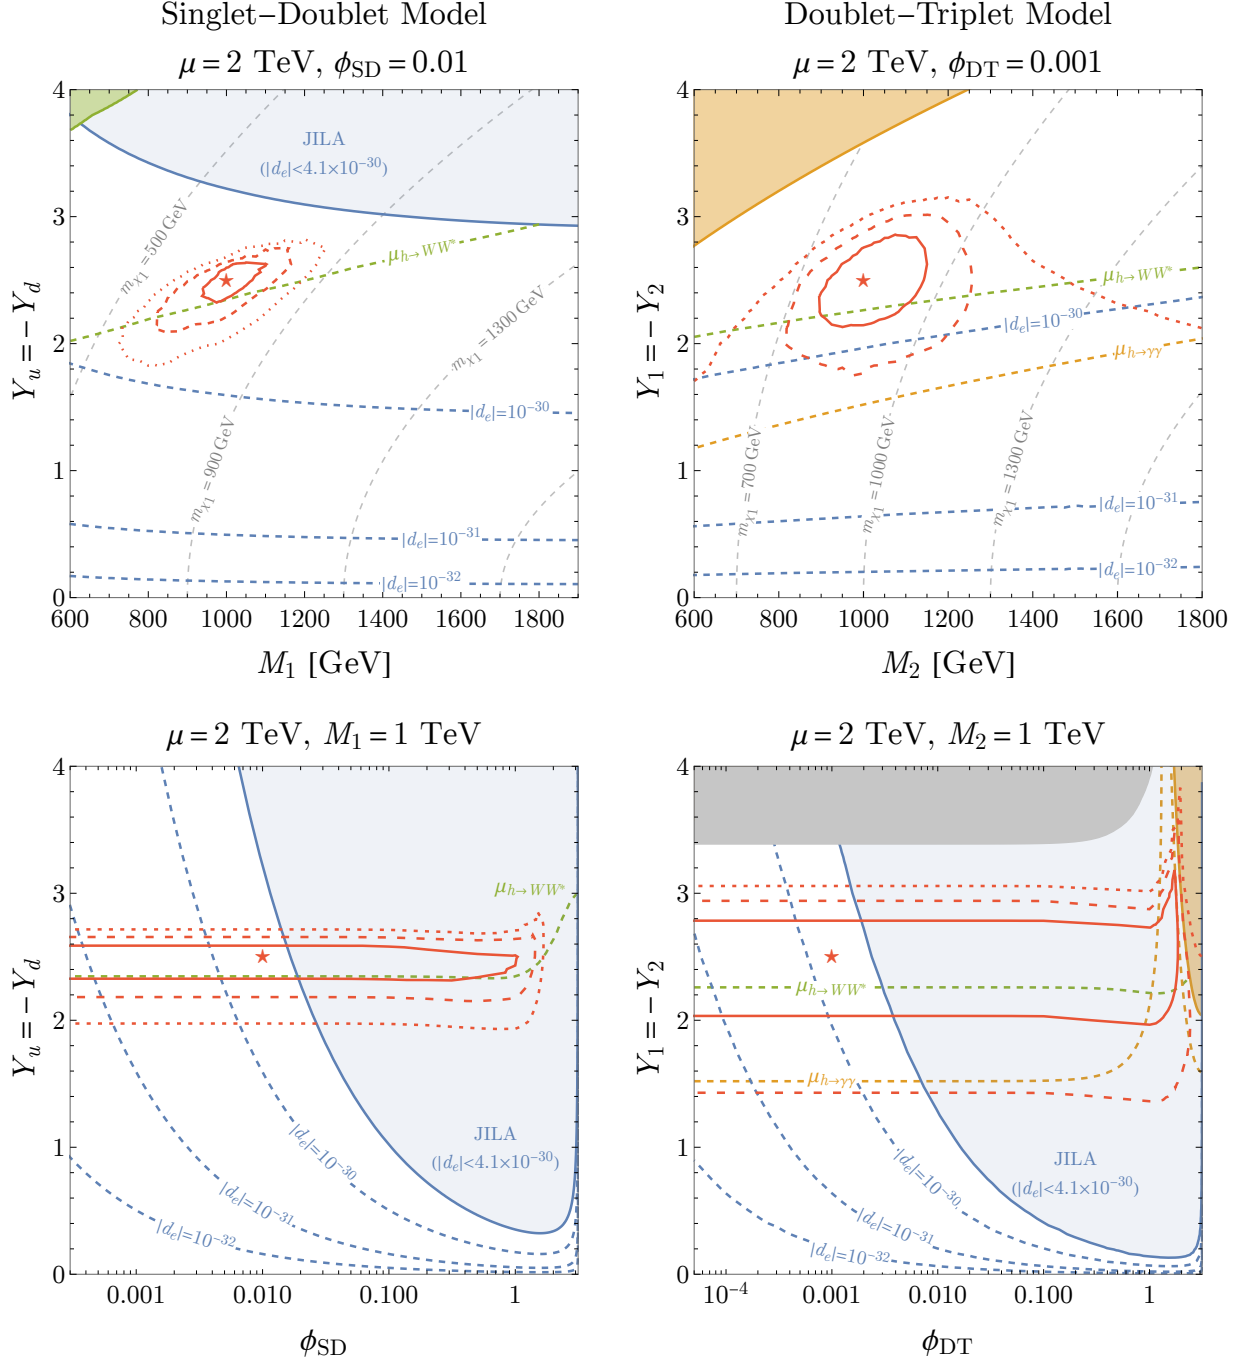 Singlet–Doublet Model
μ = 2 TeV, ϕSD = 0.01
Yu = − Yd
4
3
2
1
0
JILA
(|de|<4.1×10−30)
mχ1 = 500 GeV
μh→WW*
mχ1 = 1300 GeV
|de|=10−30
mχ1 = 900 GeV
|de|=10−31
|de|=10−32
600 800 1000 1200 1400 1600 1800
M1 [GeV]
Doublet–Triplet Model
μ = 2 TeV, ϕDT = 0.001
Y1 = − Y2
4
3
2
1
0
μh→WW*
|de|=10−30
μh→γγ
mχ1 = 700 GeV
mχ1 = 1000 GeV
mχ1 = 1300 GeV
|de|=10−31
|de|=10−32
600 800 1000 1200 1400 1600 1800
M2 [GeV]
μ = 2 TeV, M1 = 1 TeV
Yu = − Yd
4
3
2
1
0
μh→WW*
JILA
(|de|<4.1×10−30)
|de|=10−30
|de|=10−31
|de|=10−32
0.001 0.010 0.100 1
ϕSD
μ = 2 TeV, M2 = 1 TeV
Y1 = − Y2
4
3
2
1
0
μh→WW*
μh→γγ
JILA
(|de|<4.1×10−30)
|de|=10−30
|de|=10−31
|de|=10−32
10−4 0.001 0.010 0.100 1
ϕDT